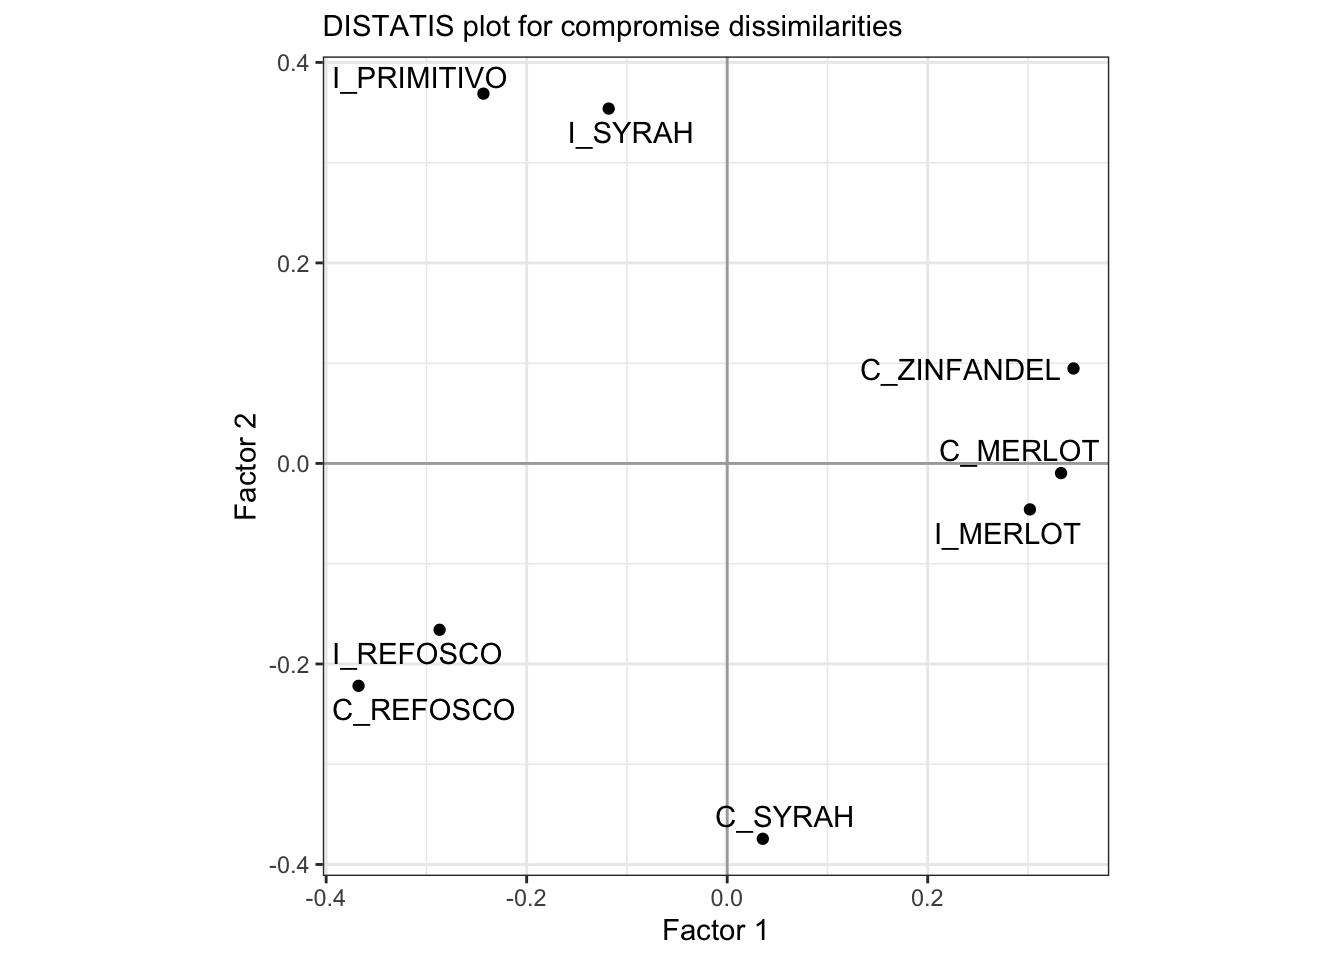 DISTATIS plot for compromise dissimilarities
0.4
I_PRIMITIVO
I_SYRAH
0.2
C_ZINFANDEL
C_MERLOT
0.0
I_MERLOT
Factor 2
I_REFOSCO
-0.2
C_REFOSCO
C_SYRAH
-0.4
-0.4 -0.2 0.0 0.2
Factor 1